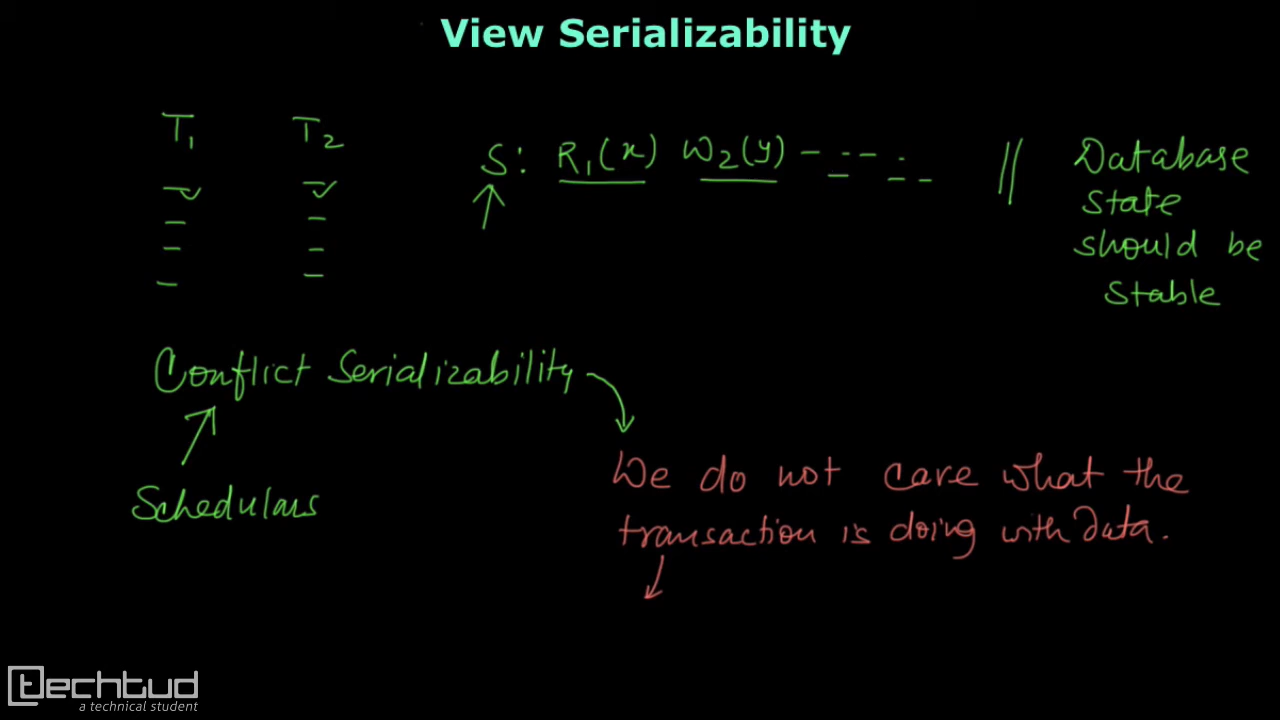 View Serializability
T1 T2 S: R1(x) W2(y) - - - - - - - || Database
State
should be
Stable
Conflict Serializability
We do not care what the
Schedulars
transaction is doing with data.
techtud
a technical student